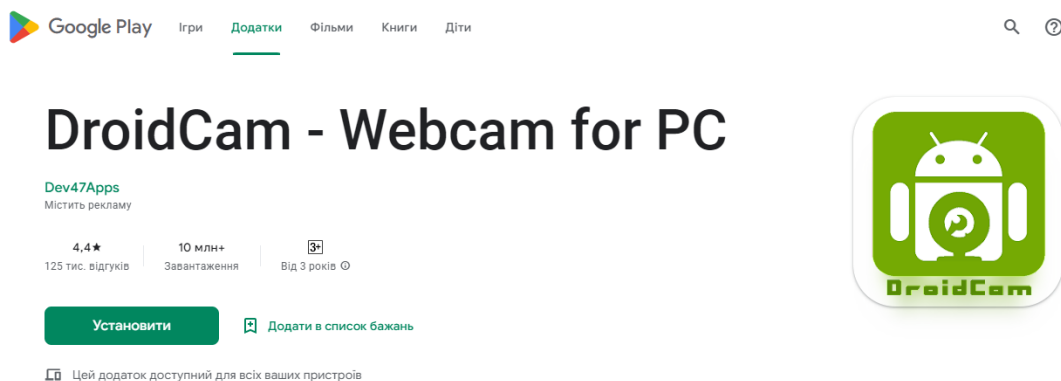 Google Play Ігри Додатки Фільми Книги Діти
DroidCam - Webcam for PC
Dev47Apps
Містить рекламу
4,4★ 10 млн+ 3+
125 тис. відгуків Завантаження Від 3 років
DroidCam
Установити Додати в список бажань
Цей додаток доступний для всіх ваших пристроїв